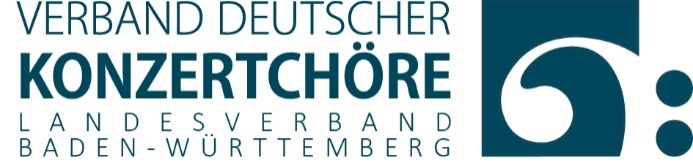 VERBAND DEUTSCHER
KONZERTCHÖRE
LANDESVERBAND
BADEN-WÜRTTEMBERG